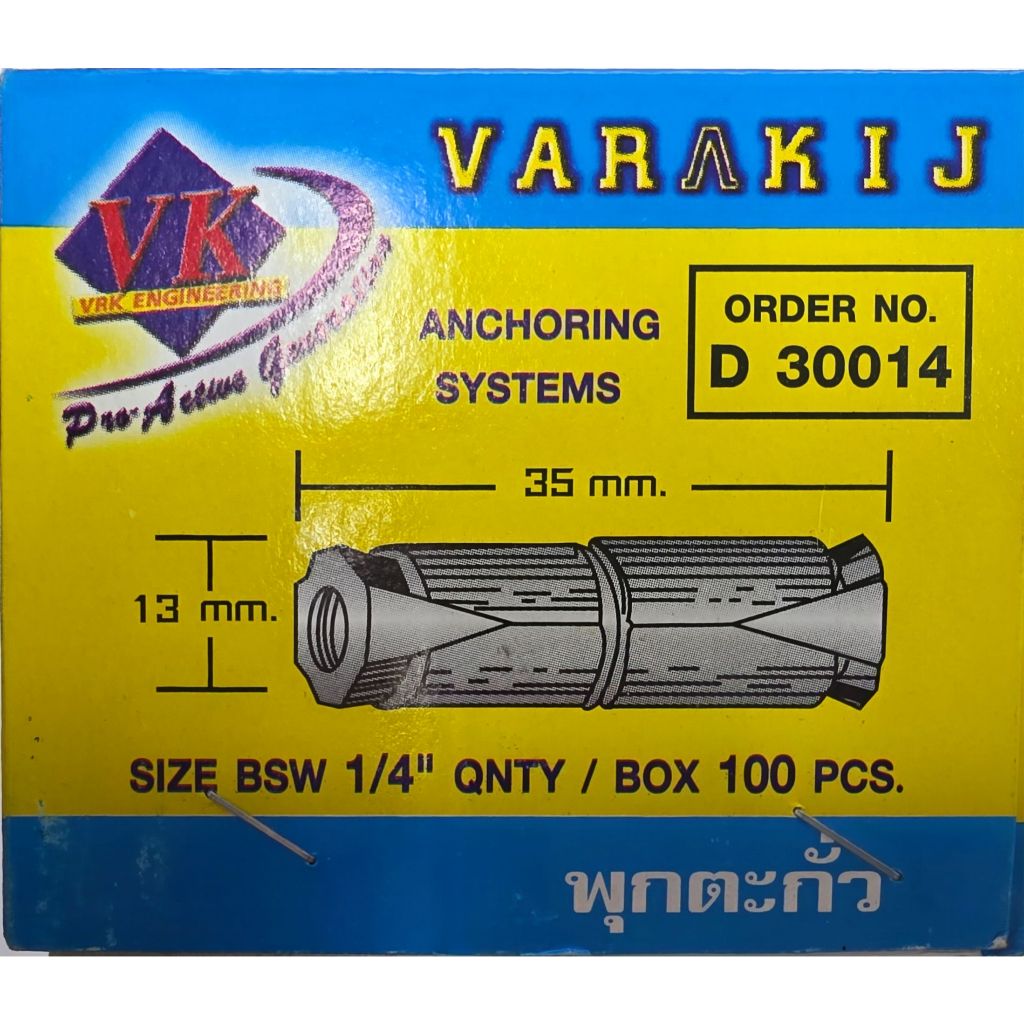 VARAKIJ
VK
VRK ENGINEERING
Pro-Active Generation
ANCHORING
SYSTEMS
ORDER NO.
D 30014
35 mm.
13 mm.
SIZE BSW 1/4" QNTY / BOX 100 PCS.
พุกตะกั่ว